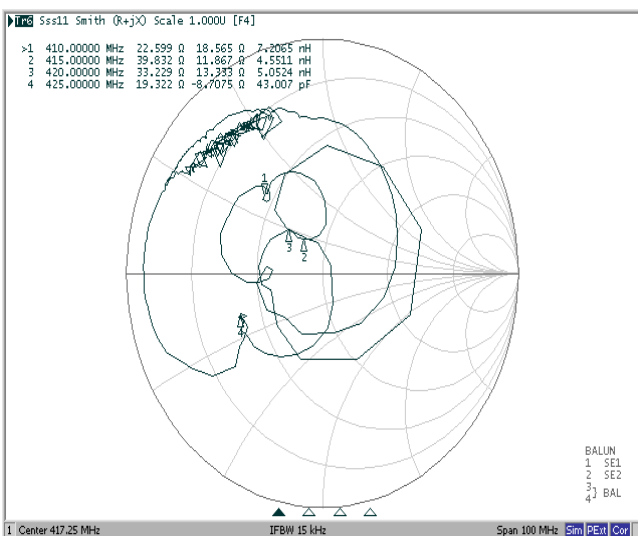 Tr6 Sss11 Smith (R+jX) Scale 1.000U [F4]
>1 410.00000 MHz 22.599 Ω 18.565 Ω 7.2065 nH
2 415.00000 MHz 39.832 Ω 11.867 Ω 4.5511 nH
3 420.00000 MHz 33.229 Ω 13.333 Ω 5.0524 nH
4 425.00000 MHz 19.322 Ω -8.7075 Ω 43.007 pF
1
3
2
4
BALUN
1 SE1
2 SE2
3
4 } BAL
1 Center 417.25 MHz IFBW 15 kHz Span 100 MHz Sim PExt Cor